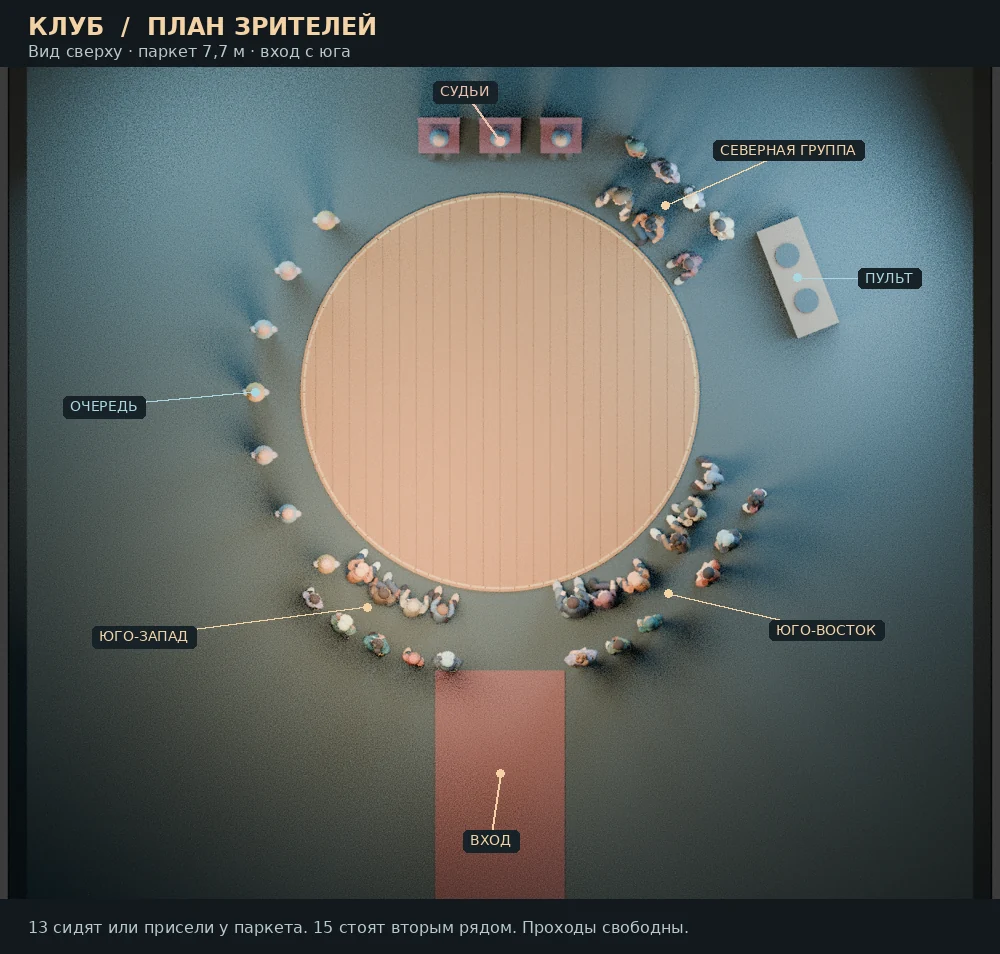 КЛУБ / ПЛАН ЗРИТЕЛЕЙ
Вид сверху · паркет 7,7 м · вход с юга
СУДЬИ
СЕВЕРНАЯ ГРУППА
ПУЛЬТ
ОЧЕРЕДЬ
ЮГО-ЗАПАД
ЮГО-ВОСТОК
ВХОД
13 сидят или присели у паркета. 15 стоят вторым рядом. Проходы свободны.